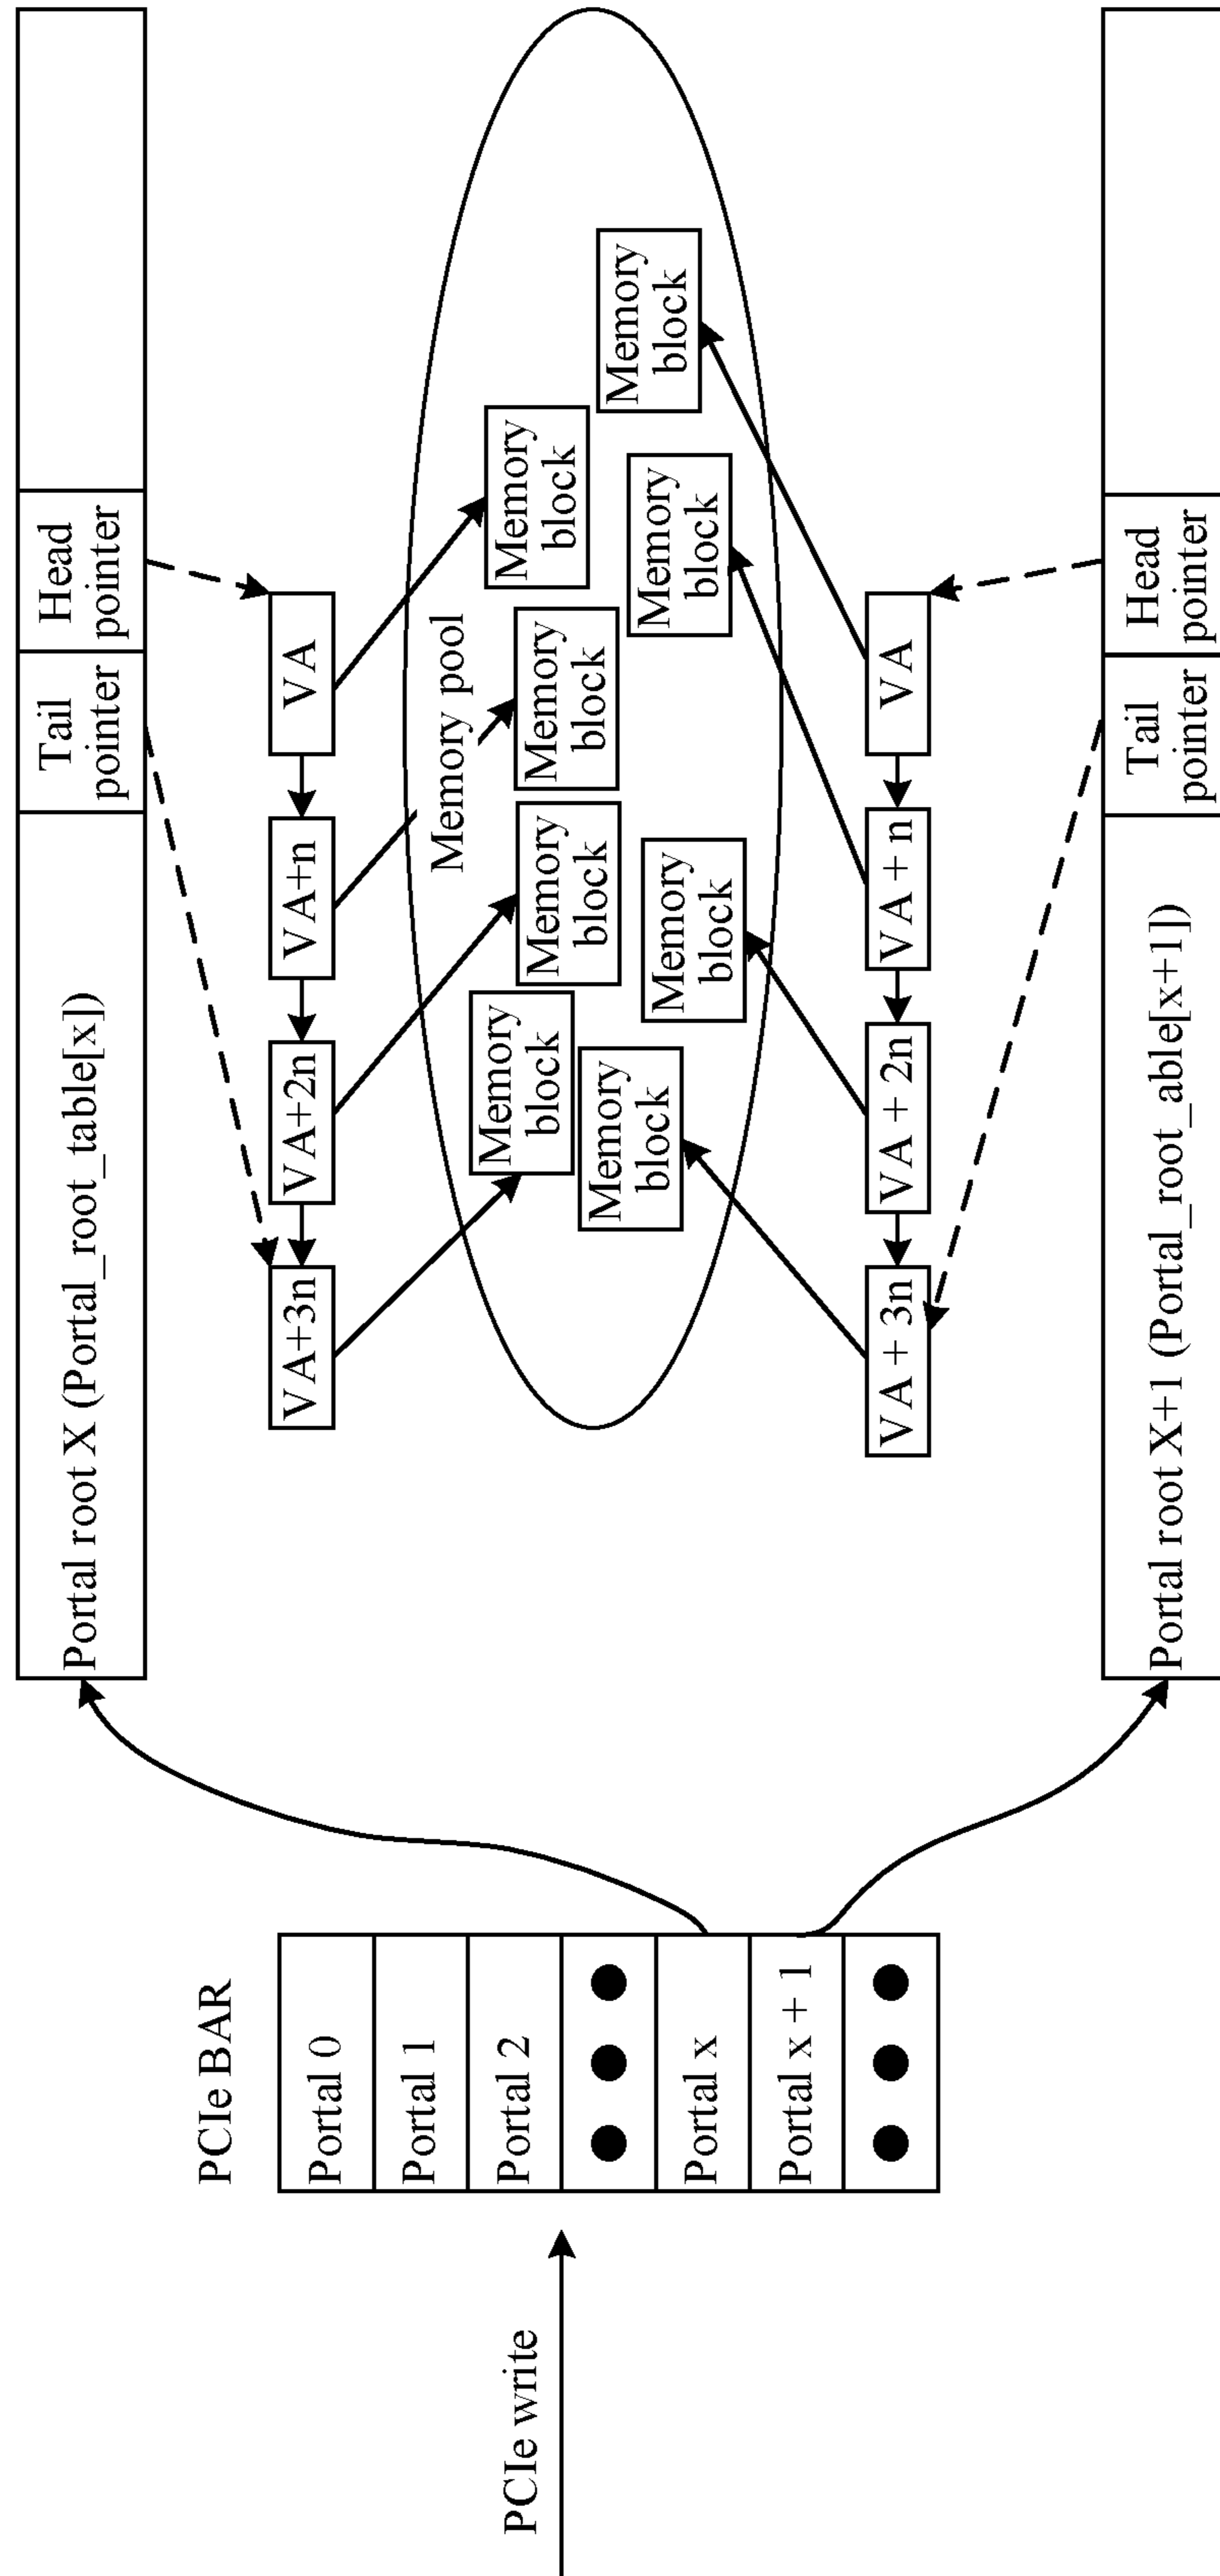 PCIe write
PCIe BAR
Portal 0
Portal 1
Portal 2
Portal x
Portal x + 1
Portal root X (Portal_root_table[x])
Tail
pointer
Head
pointer
VA+3n
VA+2n
VA+n
VA
Memory pool
Memory
block
Memory
block
Memory
block
Memory
block
Memory
block
Memory
block
Memory
block
Memory
block
VA + 3n
VA + 2n
VA + n
VA
Portal root X+1 (Portal_root_able[x+1])
Tail
pointer
Head
pointer